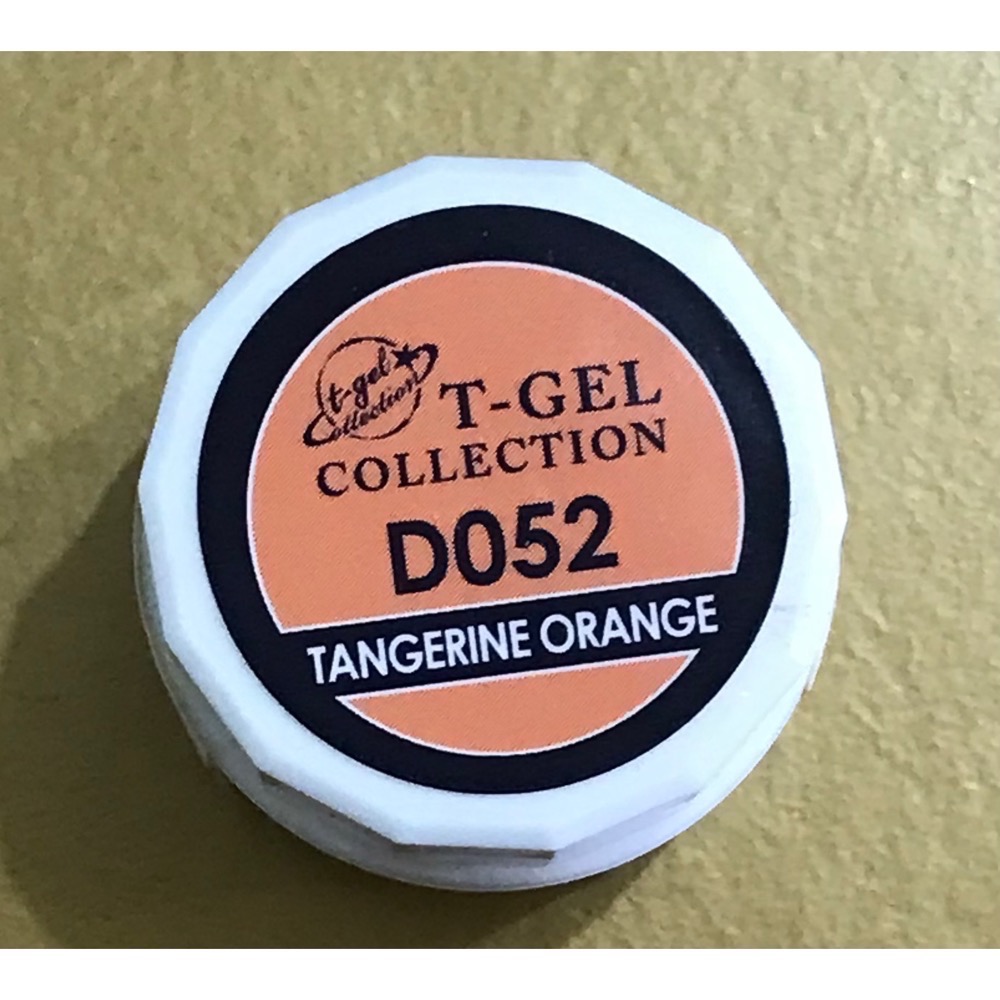 t-gel
collection
T-GEL
COLLECTION
D052
TANGERINE ORANGE